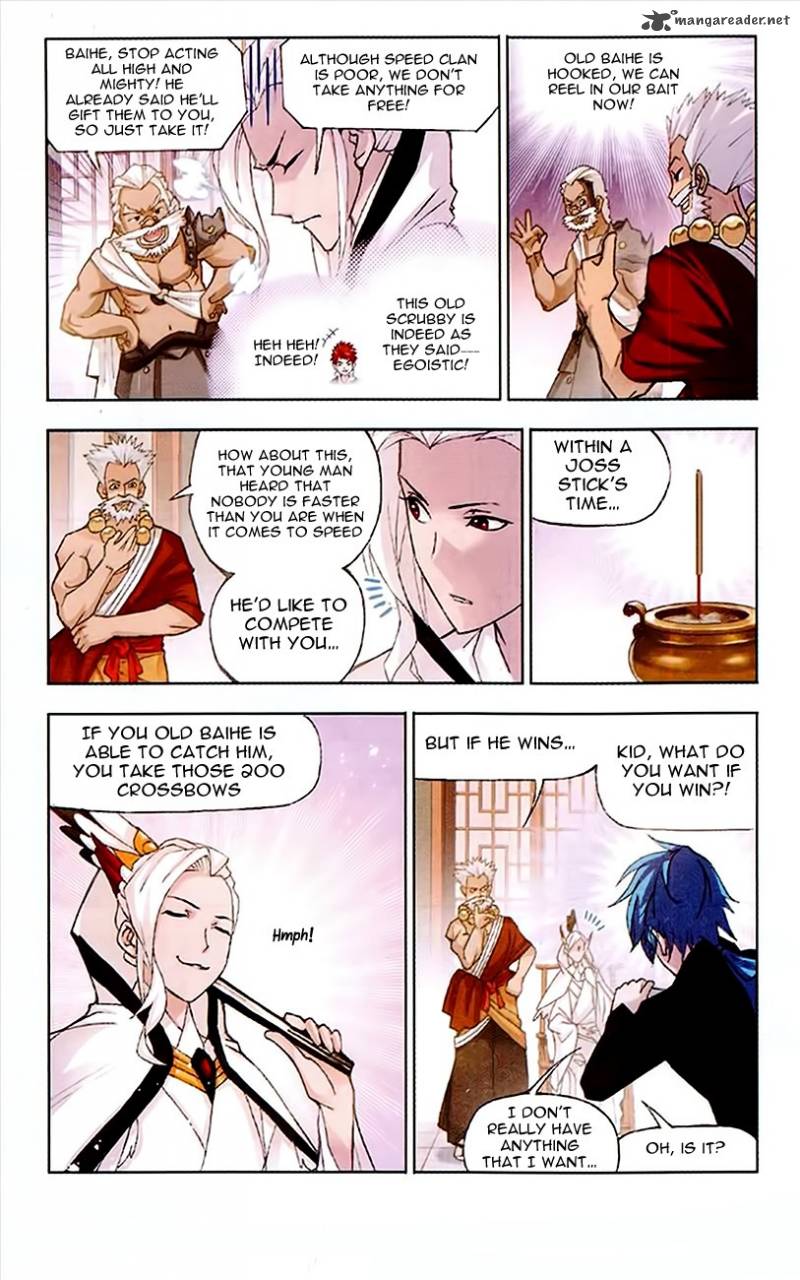 mangareader.net
BAIHE, STOP ACTING
ALL HIGH AND
MIGHTY! HE
ALREADY SAID HE'LL
GIFT THEM TO YOU,
SO JUST TAKE IT!
ALTHOUGH SPEED CLAN
IS POOR, WE DON'T
TAKE ANYTHING FOR
FREE!
HEH HEH!
INDEED!
THIS OLD
SCRUBBY IS
INDEED AS
THEY SAID---
EGOISTIC!
OLD BAIHE IS
HOOKED, WE CAN
REEL IN OUR BAIT
NOW!
HOW ABOUT THIS,
THAT YOUNG MAN
HEARD THAT
NOBODY IS FASTER
THAN YOU ARE WHEN
IT COMES TO SPEED
HE'D LIKE TO
COMPETE
WITH YOU...
WITHIN A
JOSS
STICK'S
TIME...
IF YOU OLD BAIHE IS
ABLE TO CATCH HIM,
YOU TAKE THOSE 200
CROSSBOWS
Hmph!
BUT IF HE WINS...
KID, WHAT DO
YOU WANT IF
YOU WIN?!
I DON'T
REALLY HAVE
ANYTHING
THAT I WANT...
OH, IS IT?